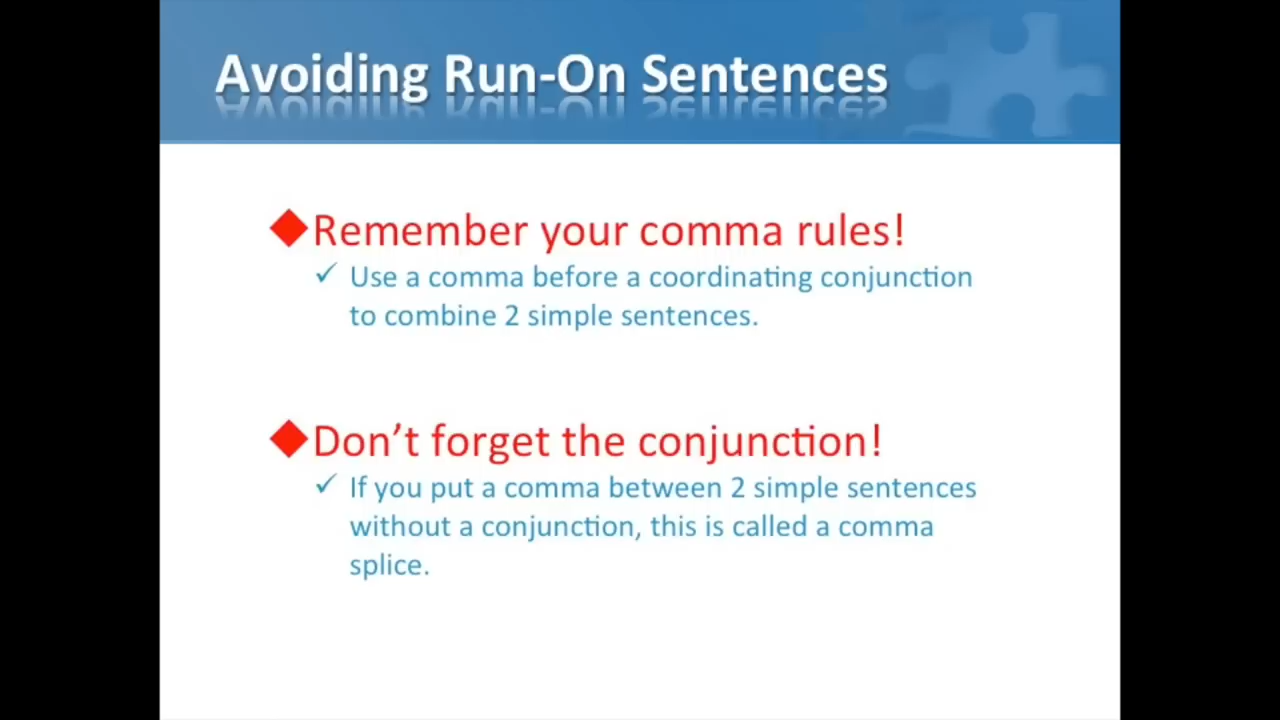 Avoiding Run-On Sentences
Remember your comma rules!
Use a comma before a coordinating conjunction
to combine 2 simple sentences.
Don’t forget the conjunction!
If you put a comma between 2 simple sentences
without a conjunction, this is called a comma
splice.